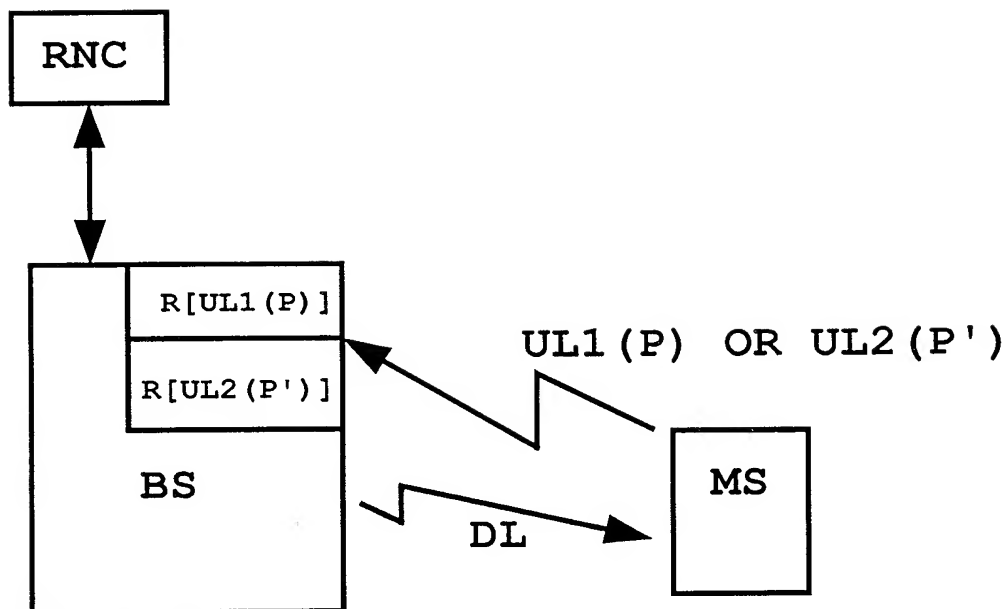 RNC
R[UL1(P)]
UL1(P) OR UL2(P')
R[UL2(P')]
BS
MS
DL